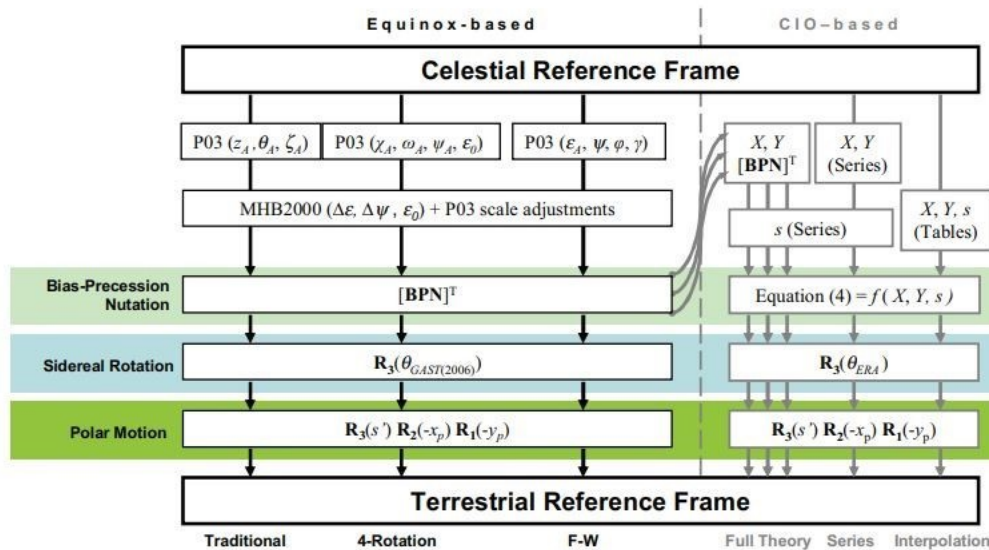 Equinox-based
CIO-based
Celestial Reference Frame
P03 (z_A, θ_A, ζ_A)
P03 (χ_A, ω_A, ψ_A, ε_0)
P03 (ε_A, ψ, φ, γ)
X, Y
[BPN]^T
X, Y
(Series)
MHB2000 (Δε, Δψ, ε_0) + P03 scale adjustments
s (Series)
X, Y, s
(Tables)
Bias-Precession
Nutation
[BPN]^T
Equation (4) = f( X, Y, s )
Sidereal Rotation
R_3(θ_GAST(2006))
R_3(θ_ERA)
Polar Motion
R_3(s') R_2(-x_p) R_1(-y_p)
R_3(s') R_2(-x_p) R_1(-y_p)
Terrestrial Reference Frame
Traditional
4-Rotation
F-W
Full Theory
Series
Interpolation